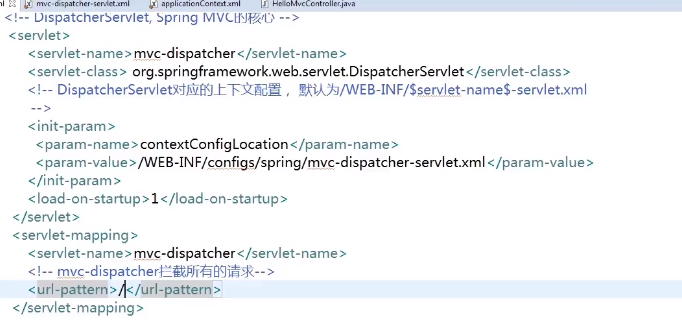 mvc-dispatcher-servlet.xml applicationContext.xml HelloMvcController.java
<!-- DispatcherServlet, Spring MVC的核心 -->
<servlet>
<servlet-name>mvc-dispatcher</servlet-name>
<servlet-class> org.springframework.web.servlet.DispatcherServlet</servlet-class>
<!-- DispatcherServlet对应的上下文配置， 默认为/WEB-INF/$servlet-name$-servlet.xml
-->
<init-param>
<param-name>contextConfigLocation</param-name>
<param-value>/WEB-INF/configs/spring/mvc-dispatcher-servlet.xml</param-value>
</init-param>
<load-on-startup>1</load-on-startup>
</servlet>
<servlet-mapping>
<servlet-name>mvc-dispatcher</servlet-name>
<!-- mvc-dispatcher拦截所有的请求-->
<url-pattern>/</url-pattern>
</servlet-mapping>